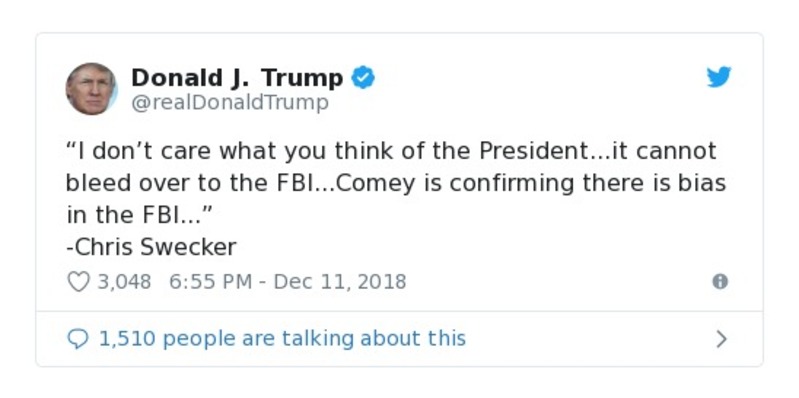 Donald J. Trump
@realDonaldTrump
“I don’t care what you think of the President...it cannot
bleed over to the FBI...Comey is confirming there is bias
in the FBI...”
-Chris Swecker
3,048 6:55 PM - Dec 11, 2018
1,510 people are talking about this